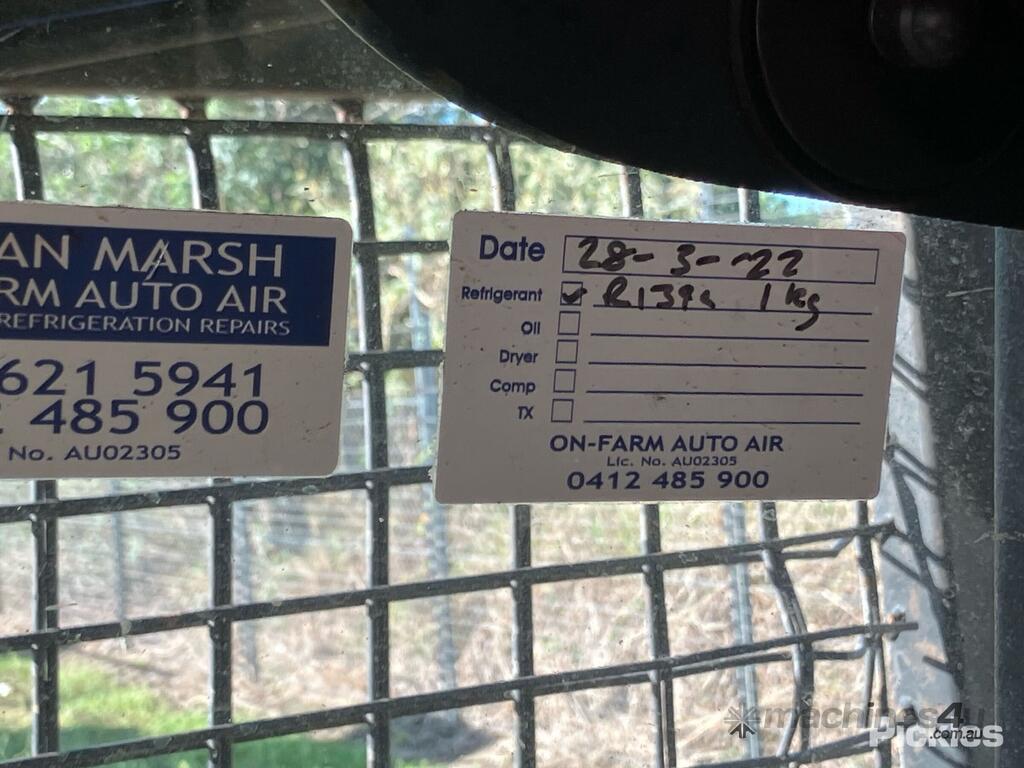 AN MARSH
RM AUTO AIR
REFRIGERATION REPAIRS
621 5941
485 900
No. AU02305
Date 28-3-22
Refrigerant R134a 1kg
Oil
Dryer
Comp
TX
ON-FARM AUTO AIR
Lic. No. AU02305
0412 485 900
machines4u
.com.au
Pickles